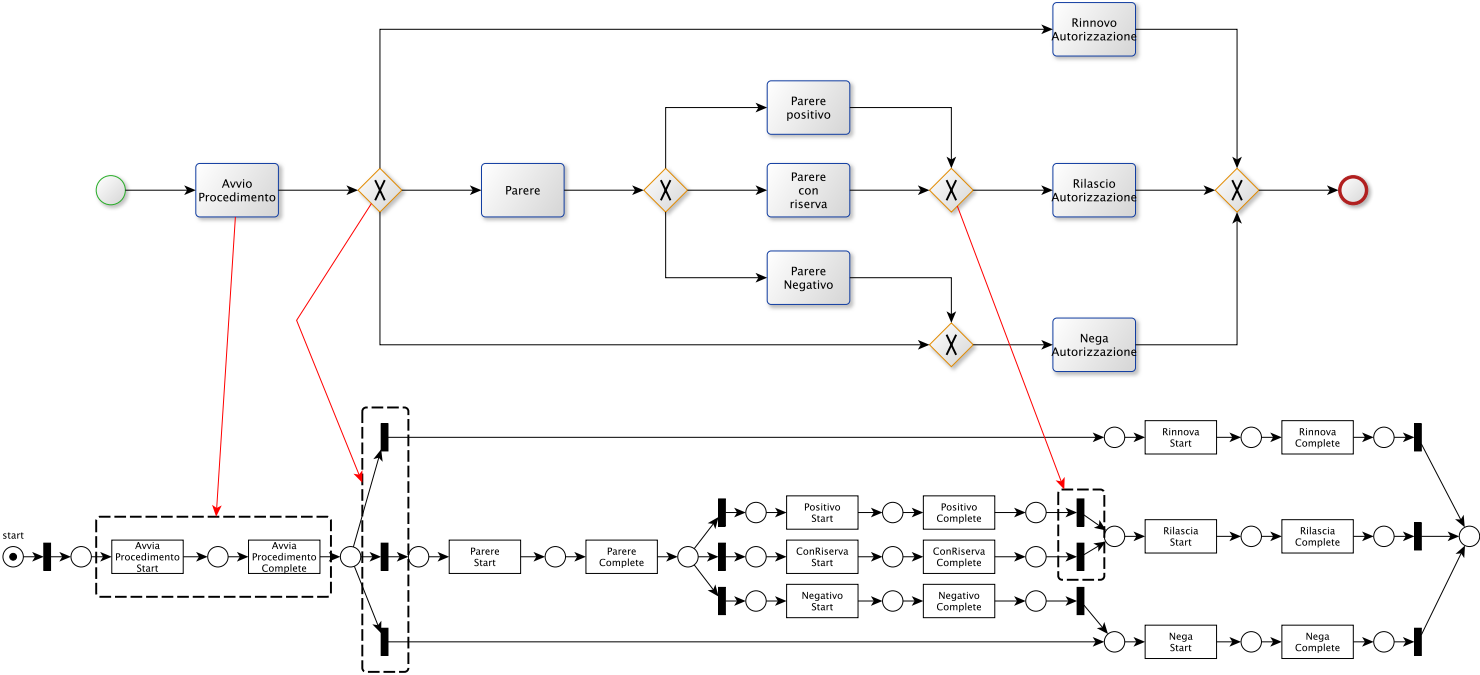 Rinnovo
Autorizzazione
Parere
positivo
Avvio
Procedimento
X
Parere
X
Parere
con
riserva
X
Rilascio
Autorizzazione
X
Parere
Negativo
X
Nega
Autorizzazione
Rinnova
Start
Rinnova
Complete
Positivo
Start
Positivo
Complete
start
Avvia
Procedimento
Start
Avvia
Procedimento
Complete
Parere
Start
Parere
Complete
ConRiserva
Start
ConRiserva
Complete
Rilascia
Start
Rilascia
Complete
Negativo
Start
Negativo
Complete
Nega
Start
Nega
Complete